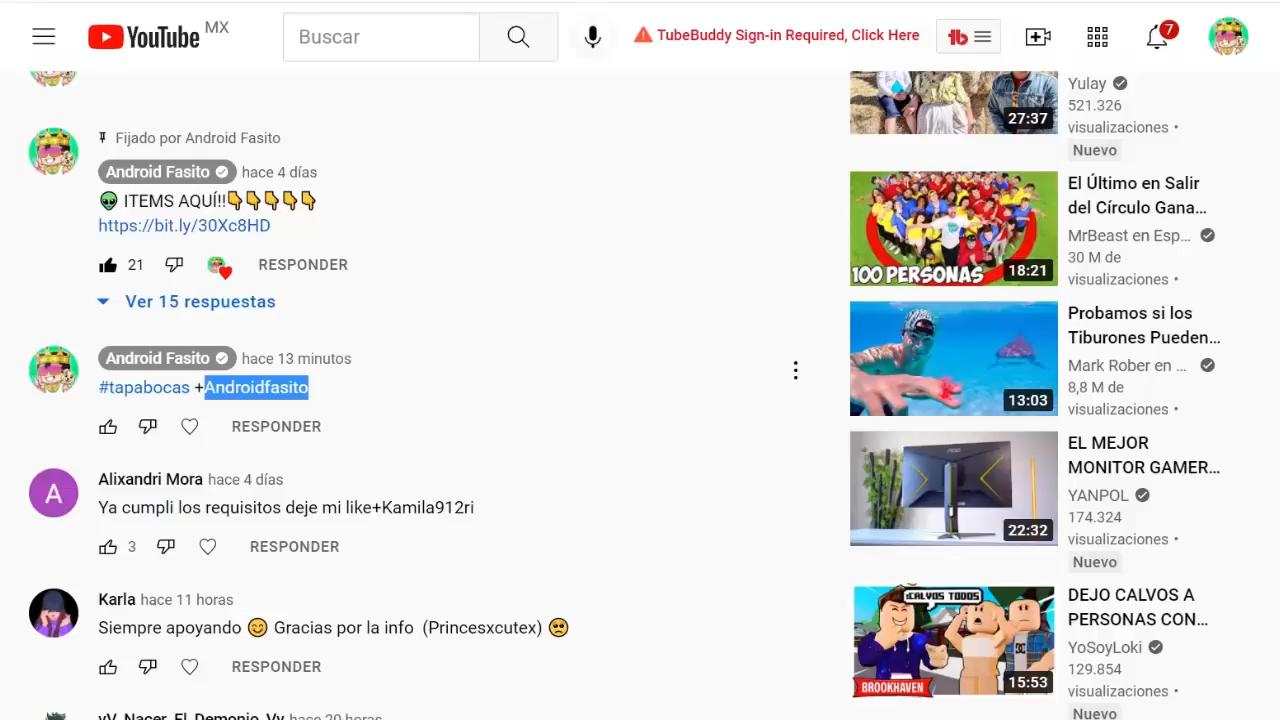 YouTube MX
Buscar
TubeBuddy Sign-in Required, Click Here
tb
7
Fijado por Android Fasito
Android Fasito hace 4 días
👽 ITEMS AQUÍ!!👇👇👇👇👇
https://bit.ly/30Xc8HD
21 RESPONDER
Ver 15 respuestas
Android Fasito hace 13 minutos
#tapabocas +Androidfasito
RESPONDER
A
Alixandri Mora hace 4 días
Ya cumpli los requisitos deje mi like+Kamila912ri
3 RESPONDER
Karla hace 11 horas
Siempre apoyando 😊 Gracias por la info (Princesxcutex) 🥺
RESPONDER
yV_Nacer_El_Demonio_Vy hace 20 horas
27:37
Yulay
521.326
visualizaciones •
Nuevo
100 PERSONAS
18:21
El Último en Salir
del Círculo Gana...
MrBeast en Esp...
30 M de
visualizaciones •
13:03
Probamos si los
Tiburones Pueden...
Mark Rober en ...
8,8 M de
visualizaciones •
22:32
EL MEJOR
MONITOR GAMER...
YANPOL
174.324
visualizaciones •
Nuevo
¡CALVOS TODOS
BROOKHAVEN
15:53
DEJO CALVOS A
PERSONAS CON...
YoSoyLoki
129.854
visualizaciones •
Nuevo